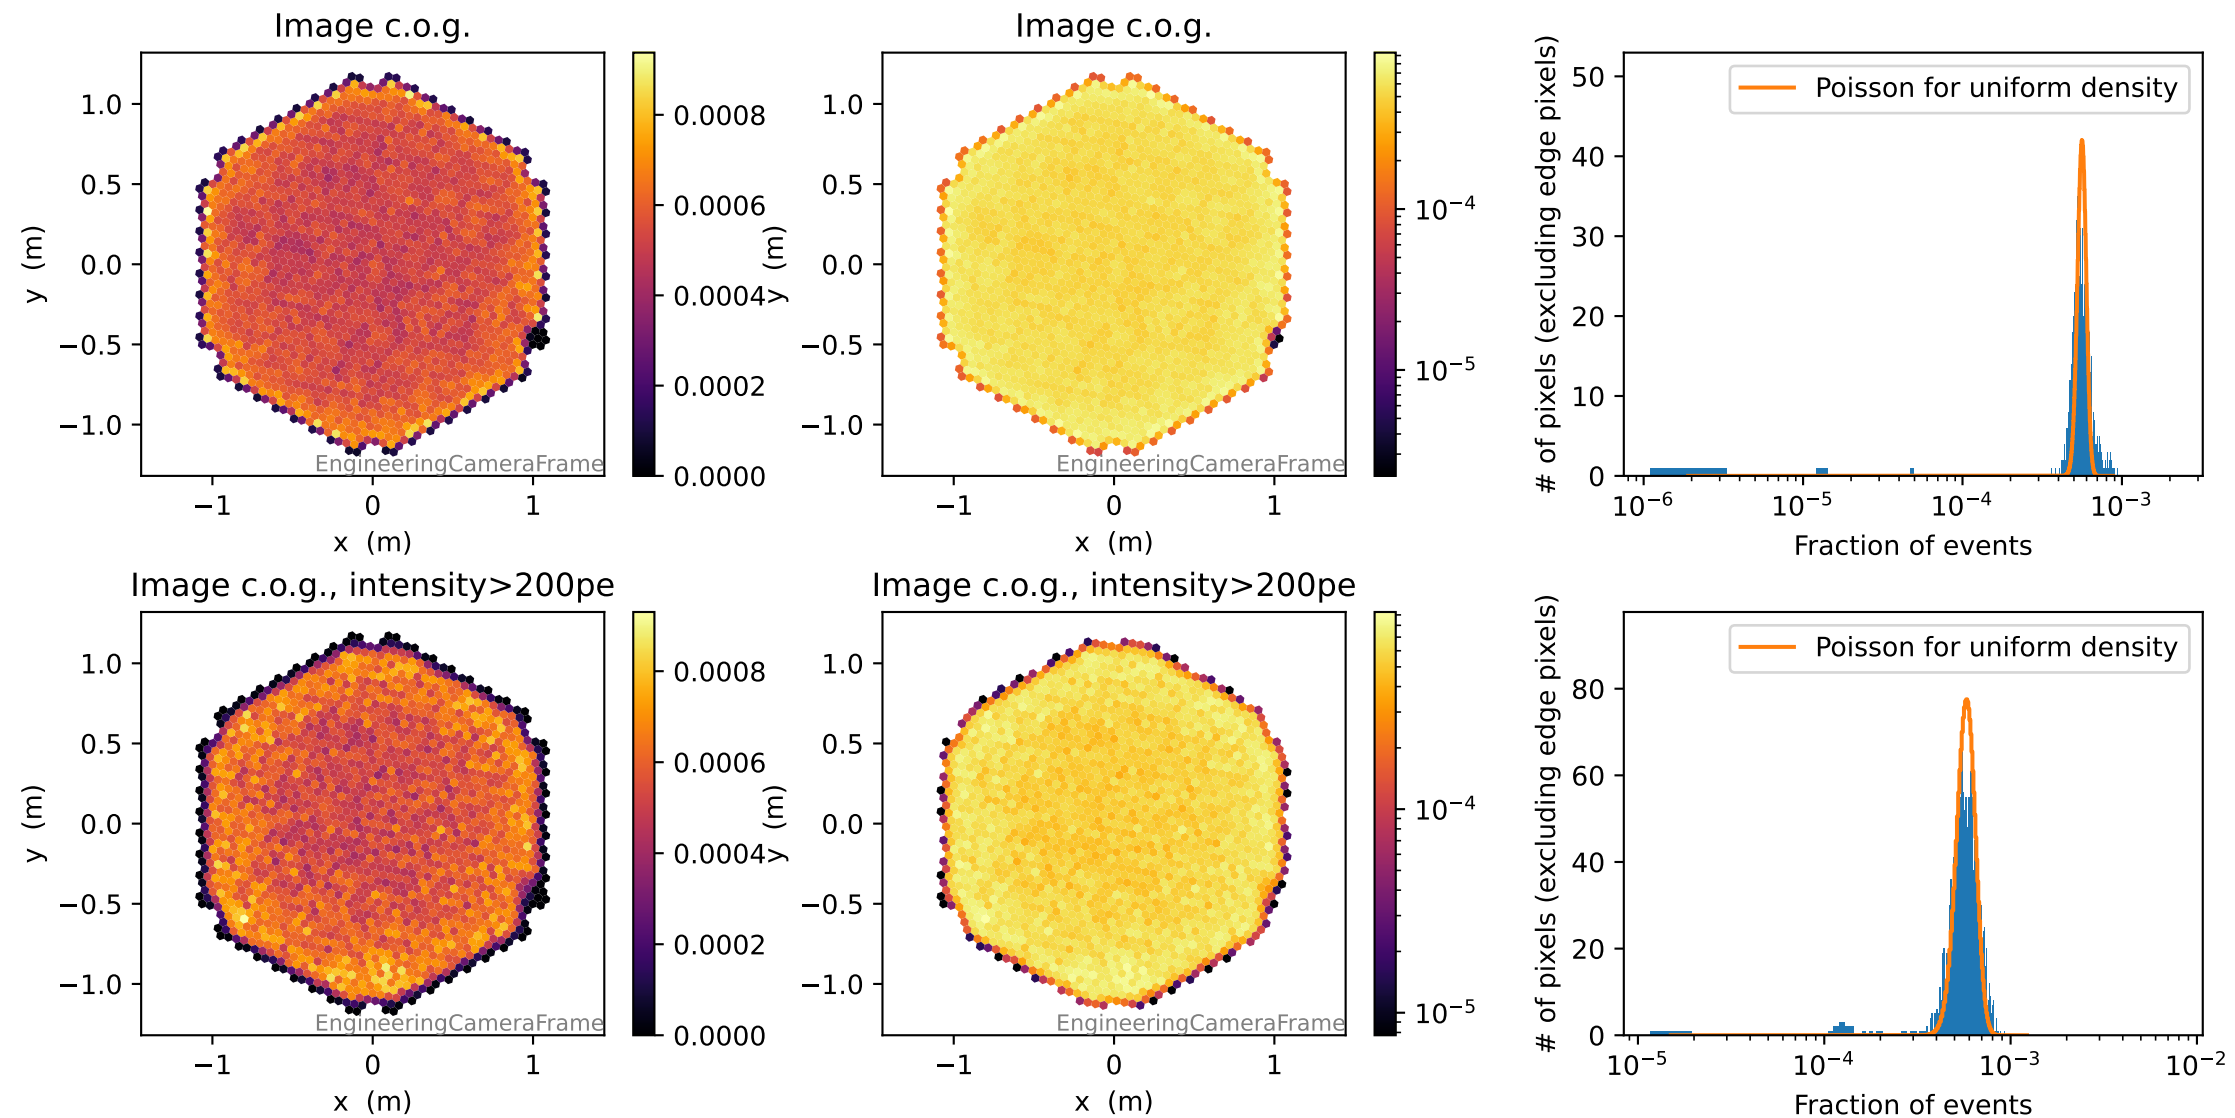 Image c.o.g.
1.0
0.5
0.0
−0.5
−1.0
y (m)
−1
0
1
x (m)
EngineeringCameraFrame
0.0008
0.0006
0.0004
0.0002
0.0000
Image c.o.g.
1.0
0.5
0.0
−0.5
−1.0
y (m)
−1
0
1
x (m)
EngineeringCameraFrame
10⁻⁴
10⁻⁵
Poisson for uniform density
50
40
30
20
10
0
# of pixels (excluding edge pixels)
10⁻⁶
10⁻⁵
10⁻⁴
10⁻³
Fraction of events
Image c.o.g., intensity>200pe
1.0
0.5
0.0
−0.5
−1.0
y (m)
−1
0
1
x (m)
EngineeringCameraFrame
0.0008
0.0006
0.0004
0.0002
0.0000
Image c.o.g., intensity>200pe
1.0
0.5
0.0
−0.5
−1.0
y (m)
−1
0
1
x (m)
EngineeringCameraFrame
10⁻⁴
10⁻⁵
Poisson for uniform density
80
60
40
20
0
# of pixels (excluding edge pixels)
10⁻⁵
10⁻⁴
10⁻³
10⁻²
Fraction of events